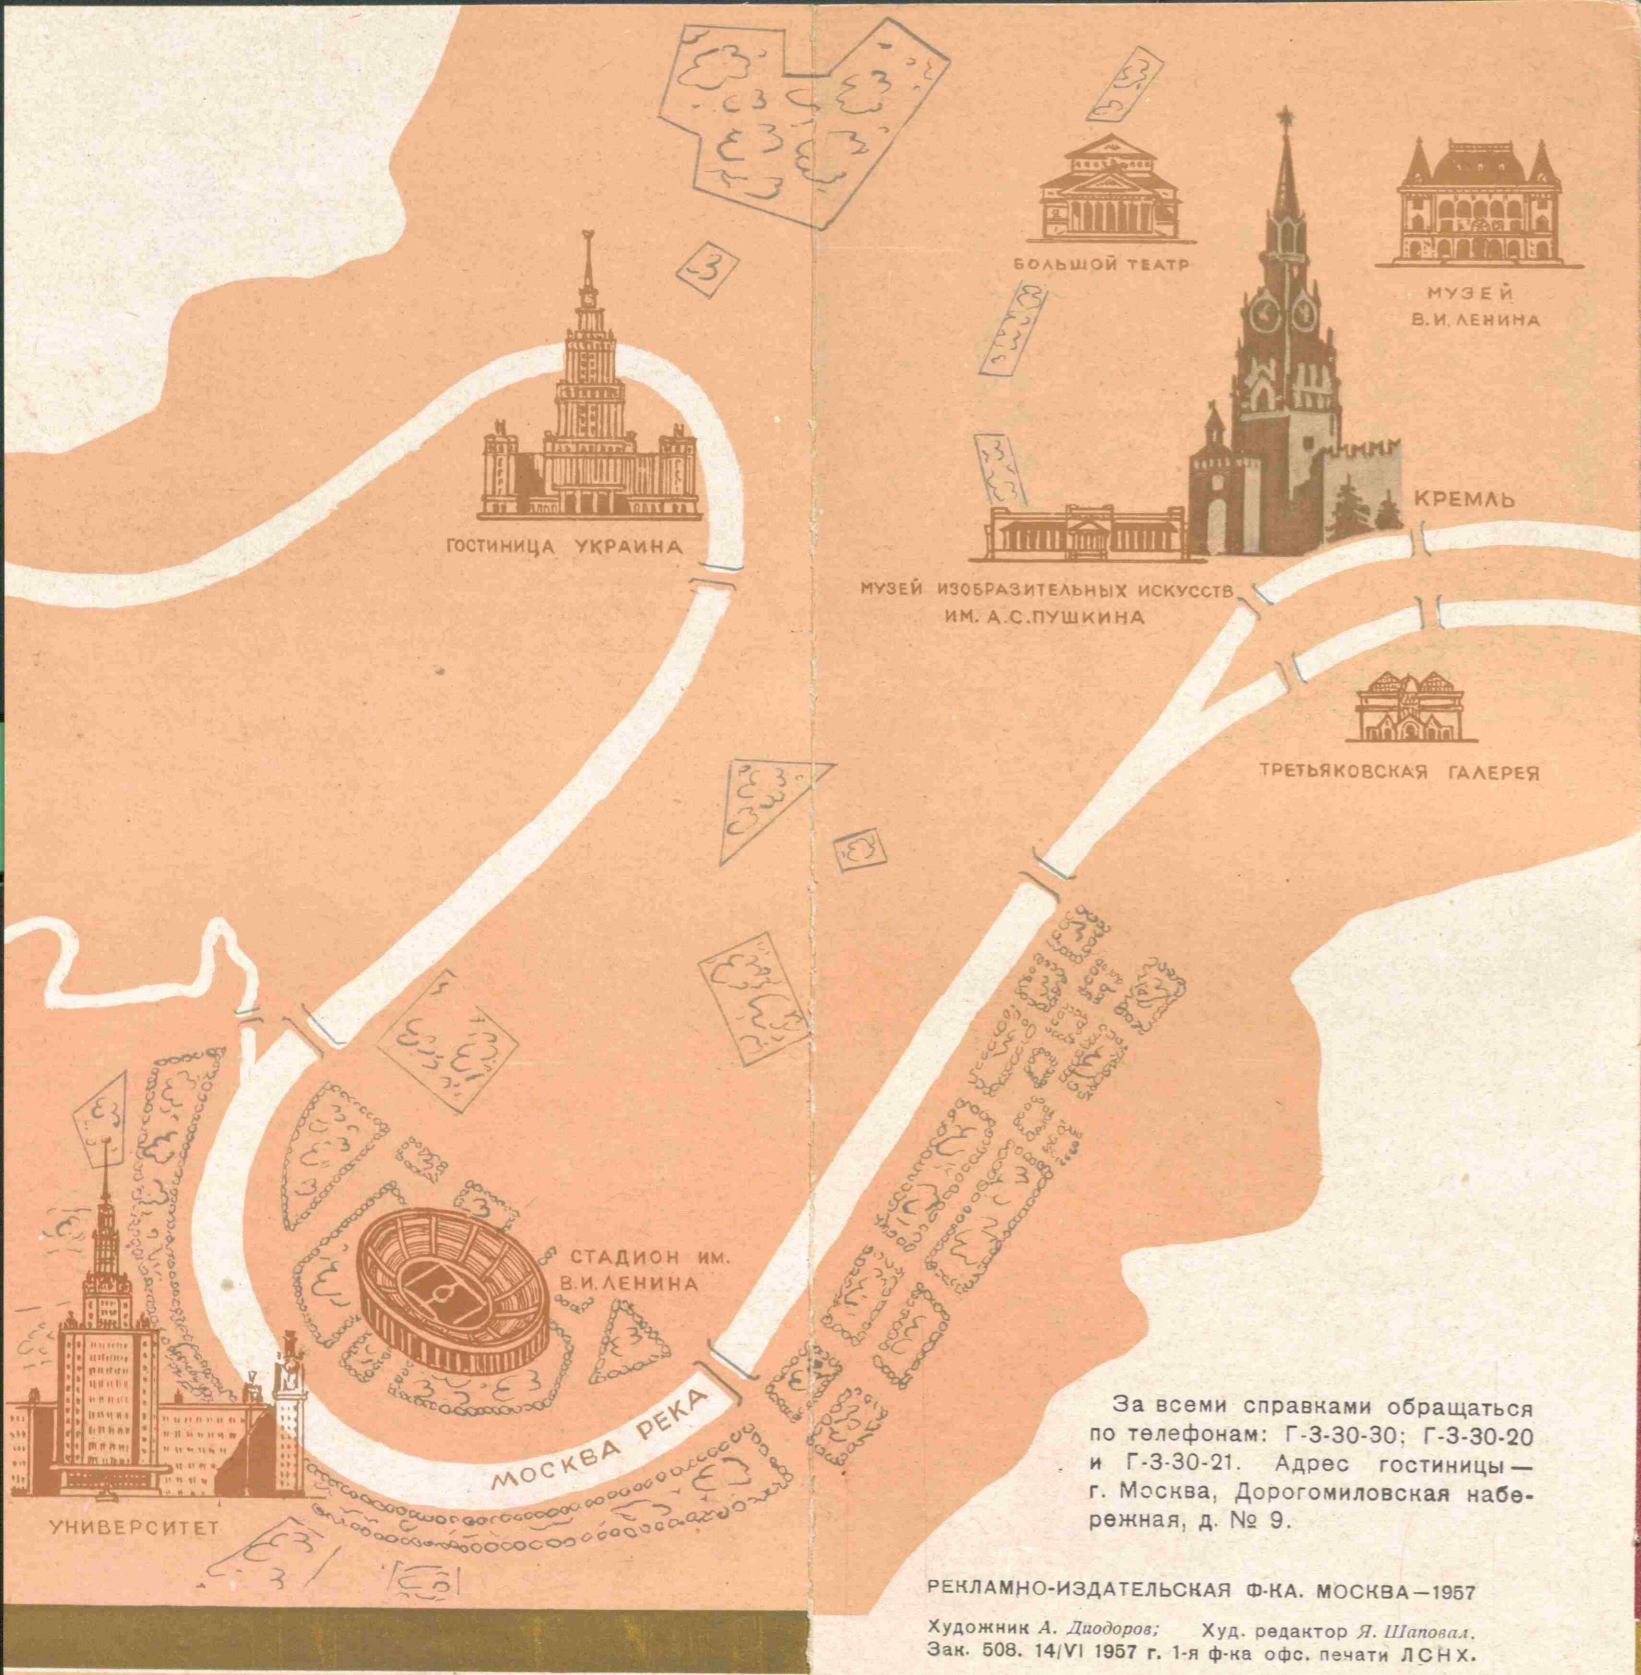 БОЛЬШОЙ ТЕАТР
МУЗЕЙ
В.И.ЛЕНИНА
КРЕМЛЬ
ГОСТИНИЦА УКРАИНА
МУЗЕЙ ИЗОБРАЗИТЕЛЬНЫХ ИСКУССТВ
ИМ. А.С.ПУШКИНА
ТРЕТЬЯКОВСКАЯ ГАЛЕРЕЯ
СТАДИОН ИМ.
В.И.ЛЕНИНА
МОСКВА РЕКА
УНИВЕРСИТЕТ
За всеми справками обращаться
по телефонам: Г-3-30-30; Г-3-30-20
и Г-3-30-21. Адрес гостиницы —
г. Москва, Дорогомиловская набе-
режная, д. № 9.
РЕКЛАМНО-ИЗДАТЕЛЬСКАЯ Ф-КА. МОСКВА—1957
Художник А. Диодоров; Худ. редактор Я. Шаповал.
Зак. 508. 14/VI 1957 г. 1-я ф-ка офс. печати ЛСНХ.